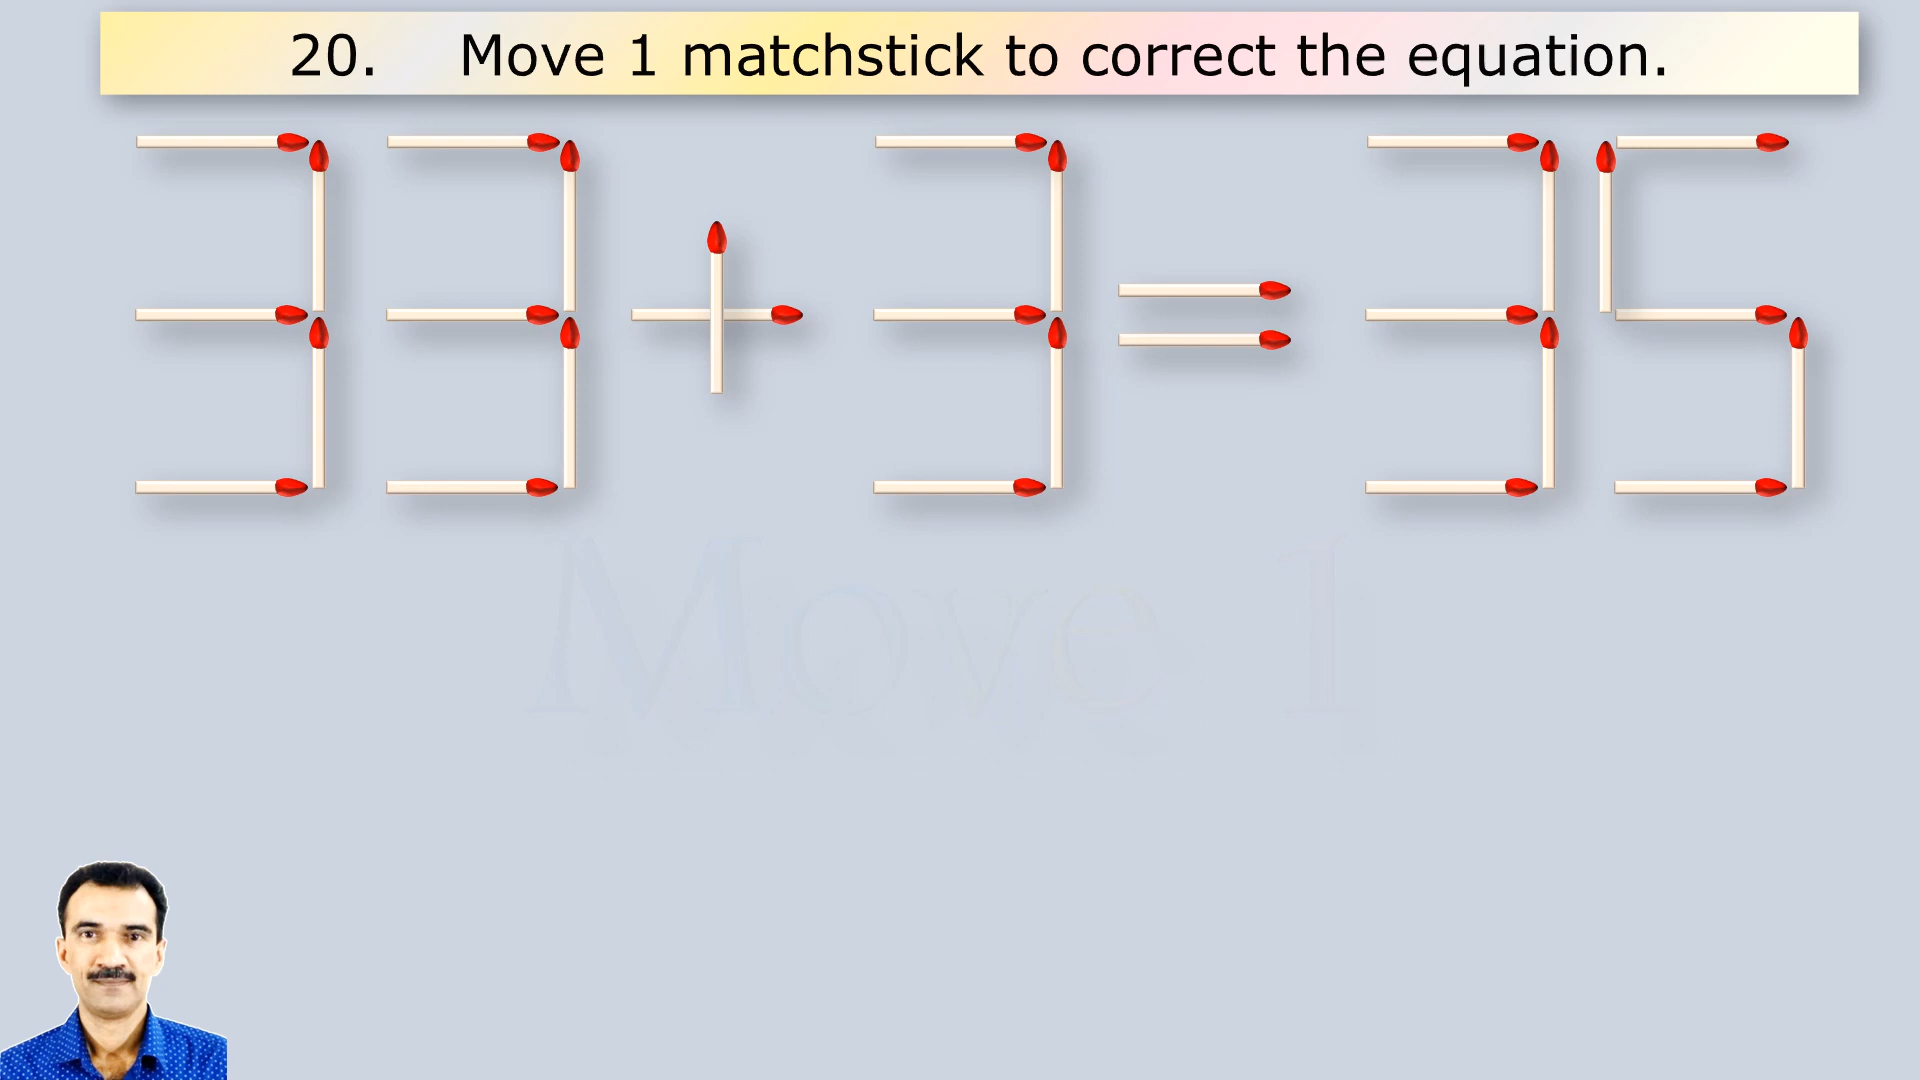 20. Move 1 matchstick to correct the equation.
33+3=35
Move 1